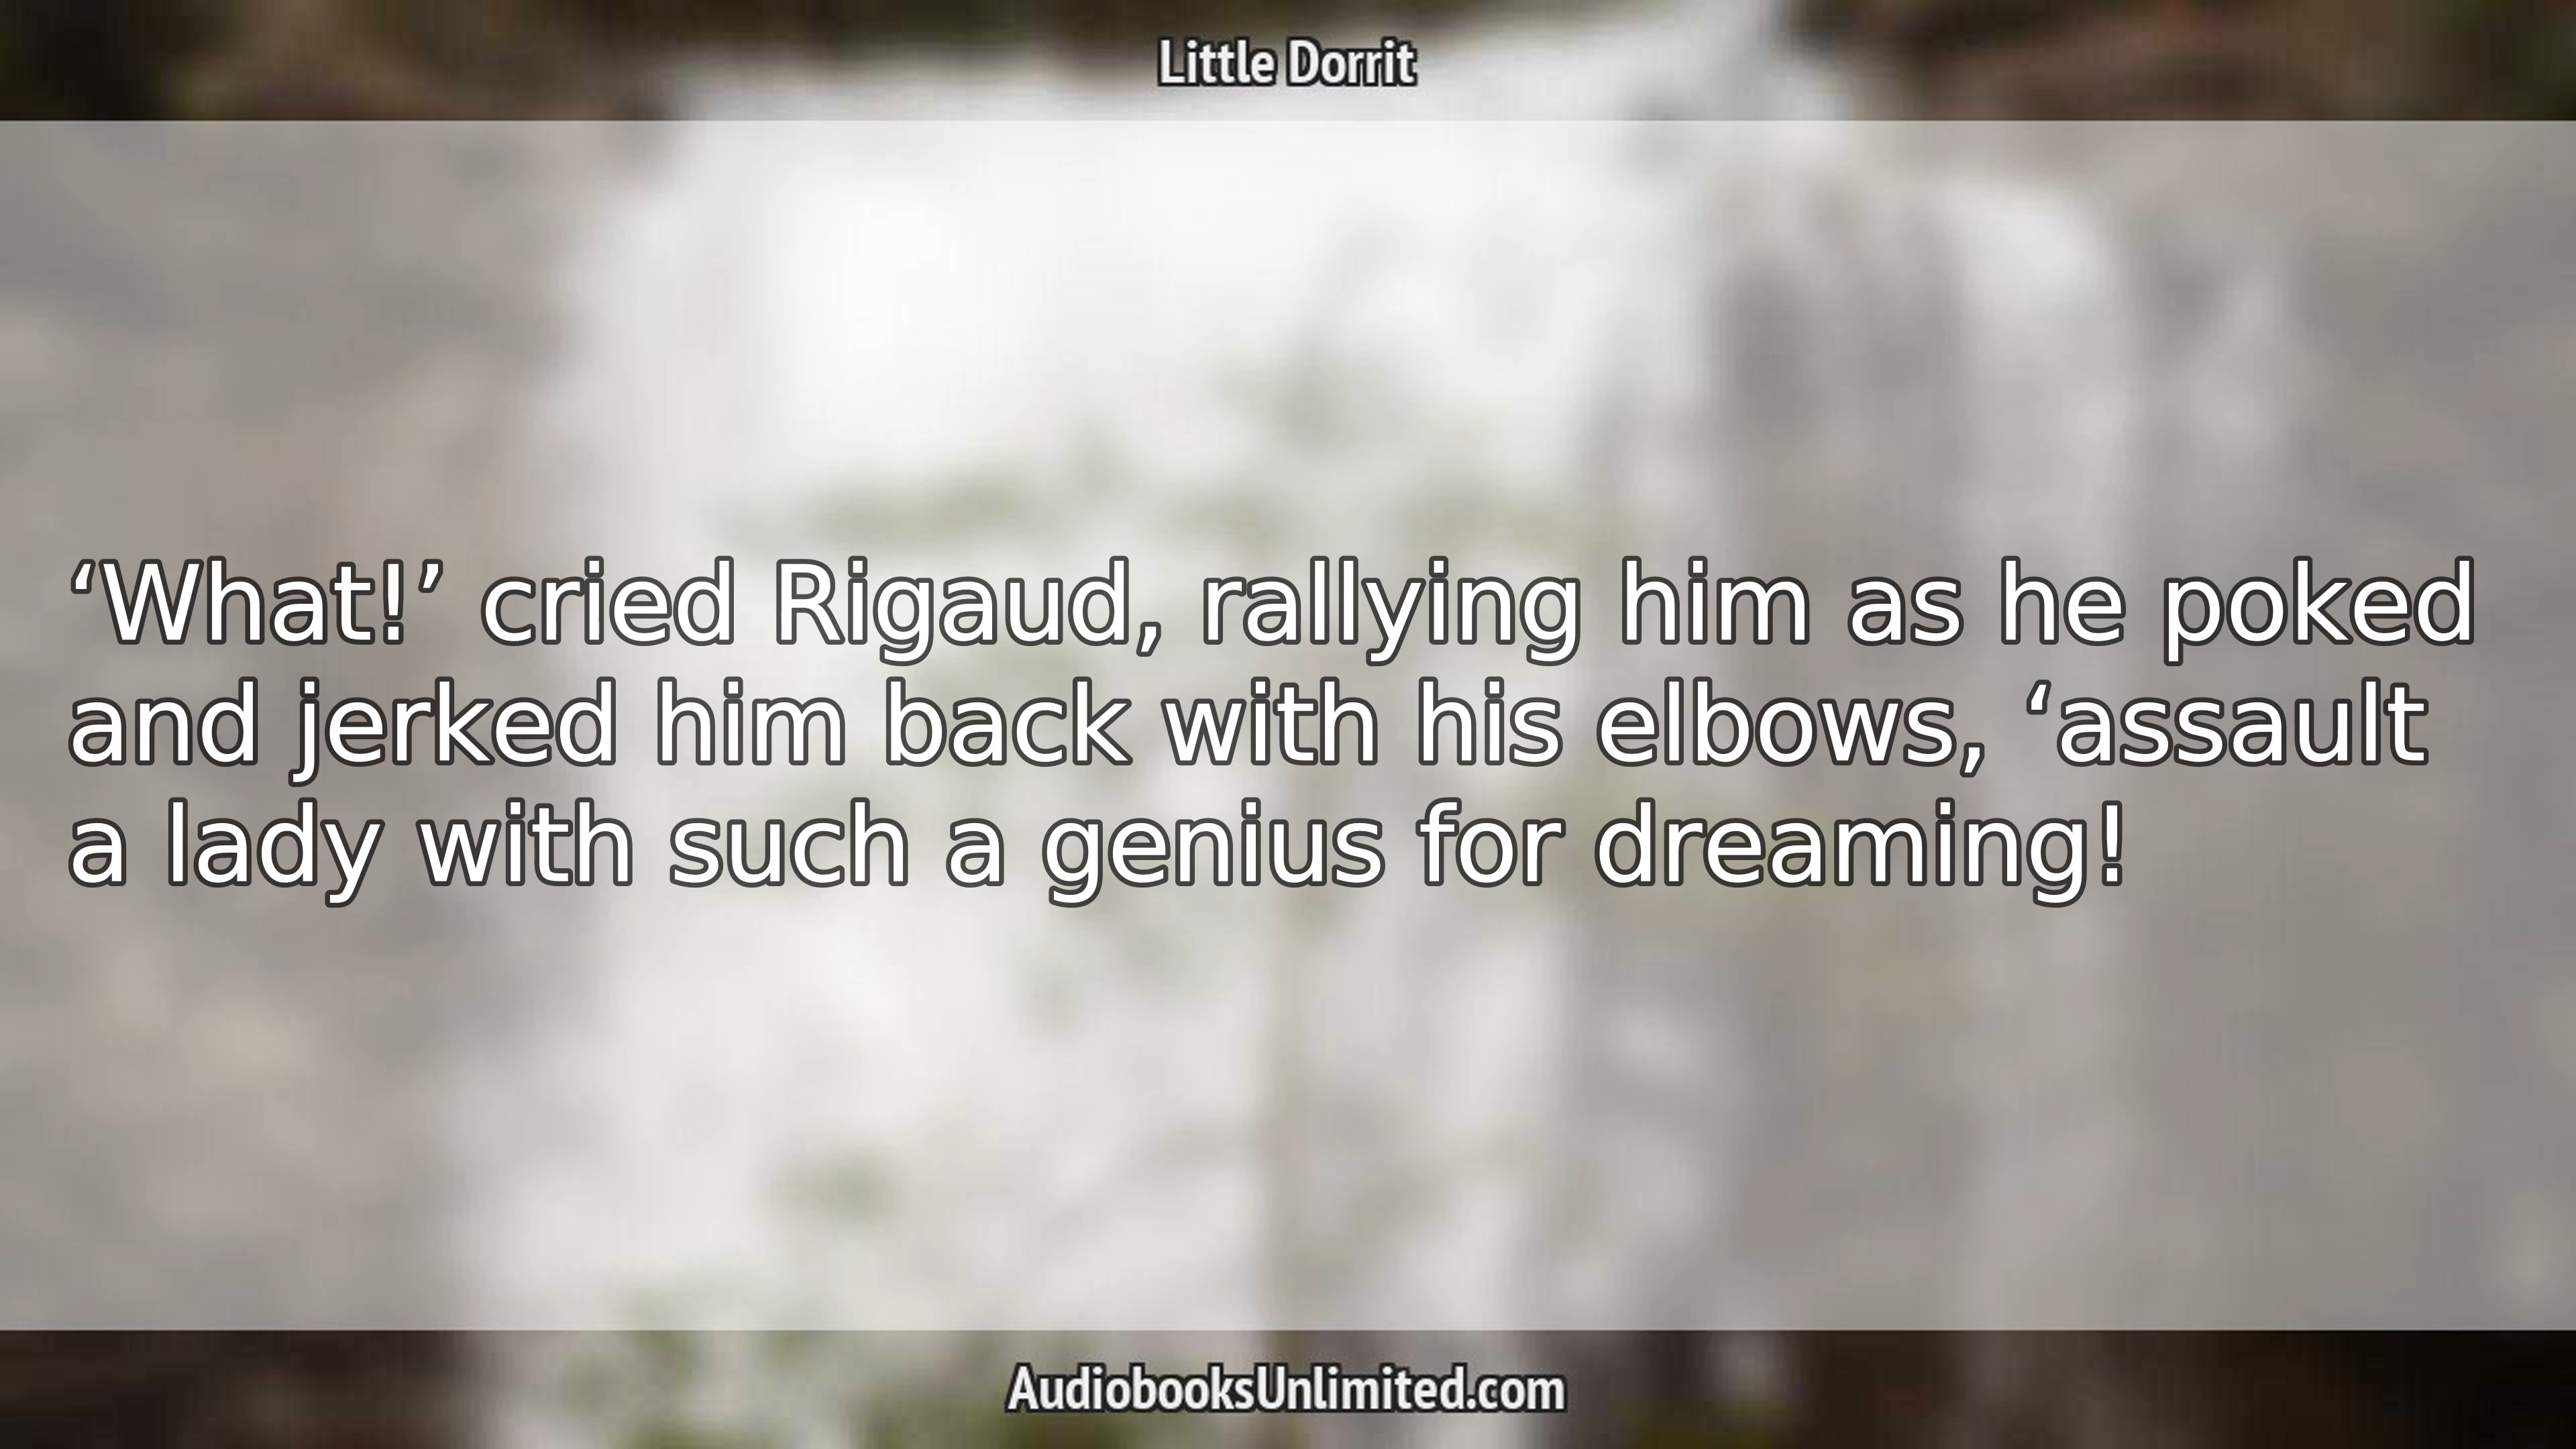 Little Dorrit
‘What!’ cried Rigaud, rallying him as he poked
and jerked him back with his elbows, ‘assault
a lady with such a genius for dreaming!
AudiobooksUnlimited.com